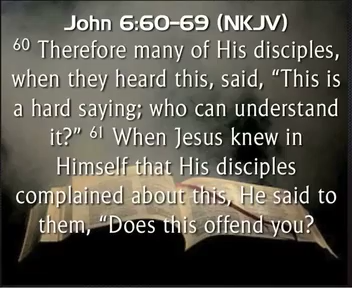 John 6:60–69 (NKJV)
60 Therefore many of His disciples,
when they heard this, said, “This is
a hard saying; who can understand
it?” 61 When Jesus knew in
Himself that His disciples
complained about this, He said to
them, “Does this offend you?